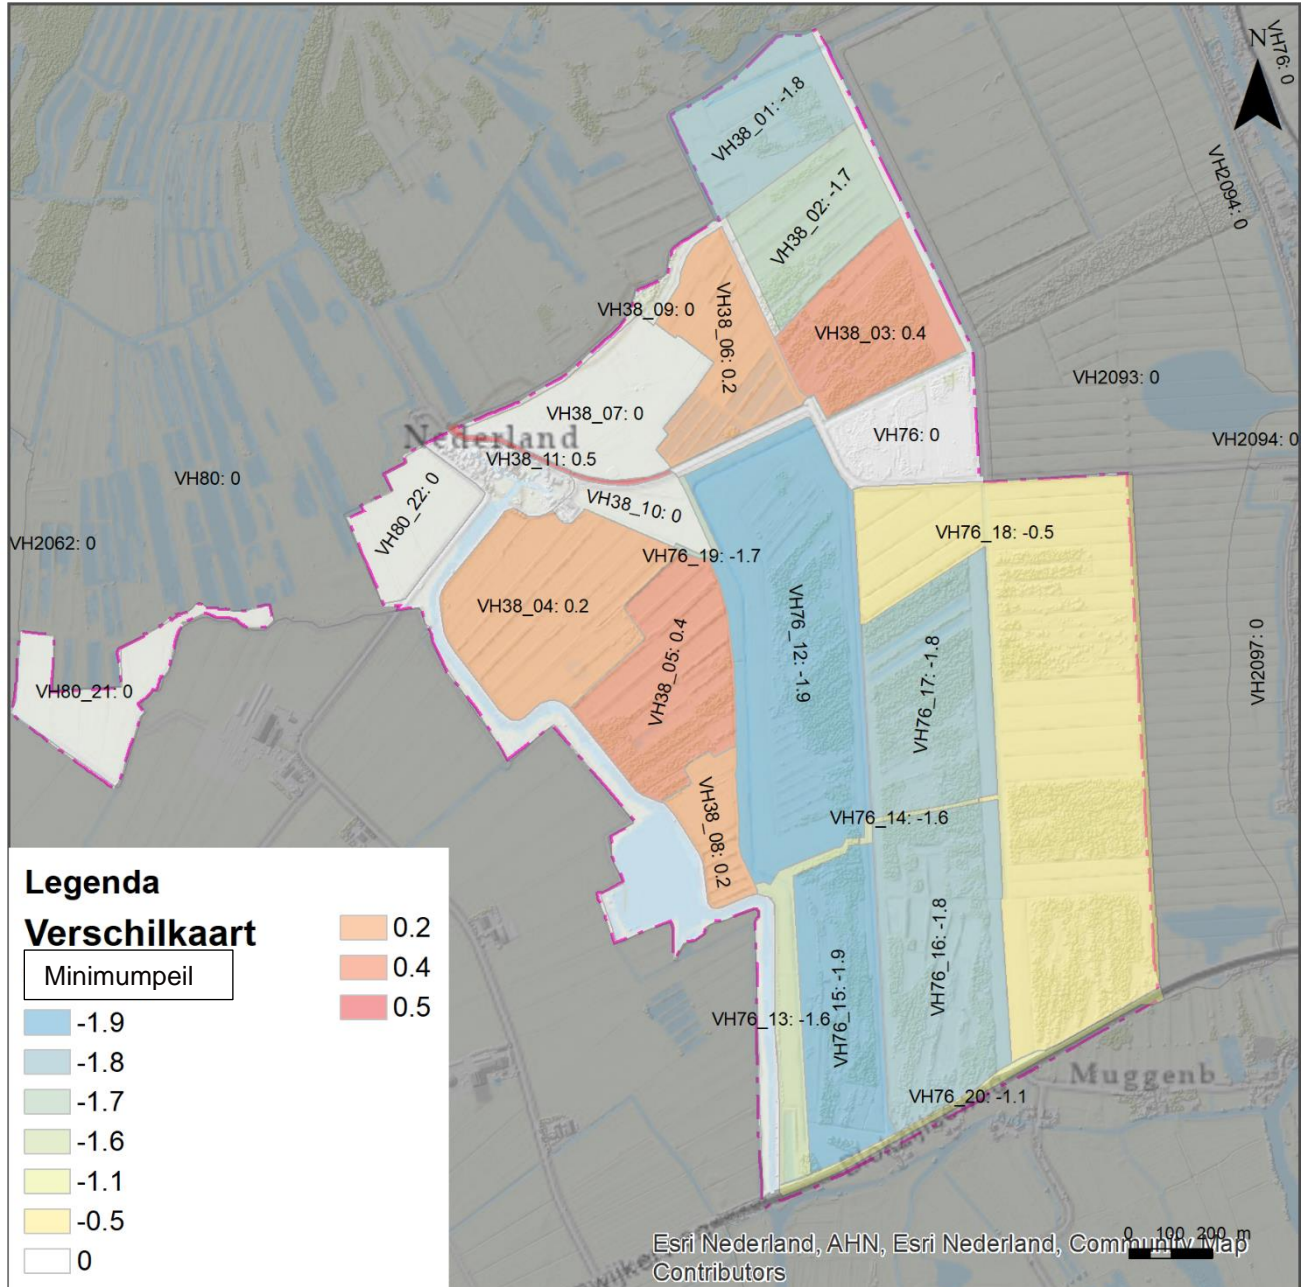 N
VH76: 0
VH38_01: -1.8
VH2094: 0
VH38_02: -1.7
VH38_09: 0
VH38_06: 0.2
VH38_03: 0.4
VH2093: 0
VH38_07: 0
VH76: 0
Nederland
VH2094: 0
VH38_11: 0.5
VH80: 0
VH80_22: 0
VH38_10: 0
VH76_18: -0.5
VH2062: 0
VH76_19: -1.7
VH38_04: 0.2
VH76_12: -1.9
VH76_17: -1.8
VH38_05: 0.4
VH2097: 0
VH80_21: 0
VH76_14: -1.6
VH38_08: 0.2
VH76_16: -1.8
VH76_15: -1.9
VH76_13: -1.6
Muggenb
VH76_20: -1.1
Legenda
Verschilkaart
Minimumpeil
-1.9
-1.8
-1.7
-1.6
-1.1
-0.5
0
0.2
0.4
0.5
0 100 200 m
Esri Nederland, AHN, Esri Nederland, Community Map
Contributors